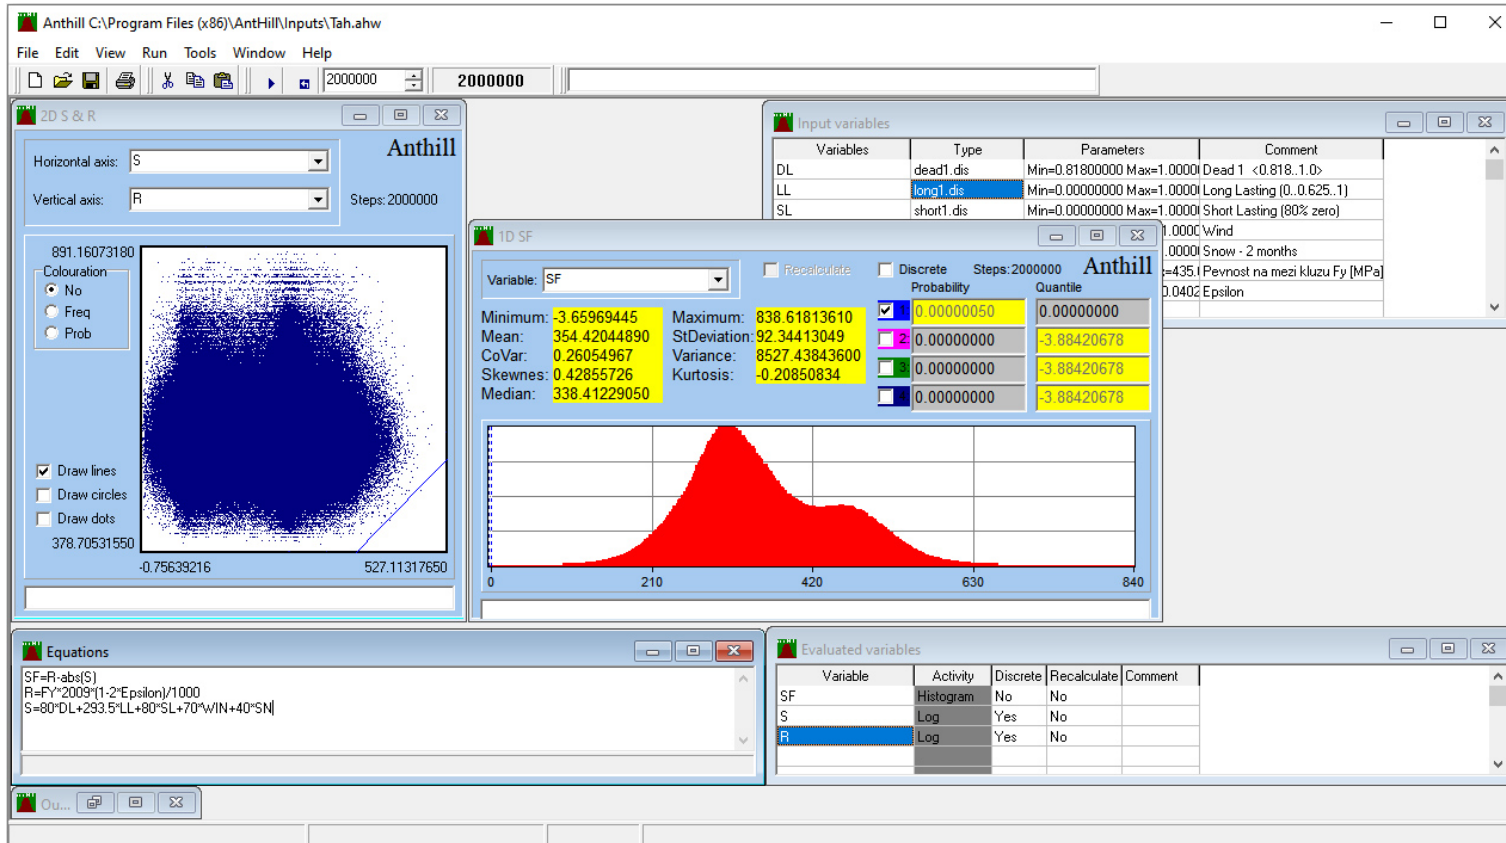 Anthill C:\Program Files (x86)\AntHill\Inputs\Tah.ahw
File Edit View Run Tools Window Help
2000000 2000000
2D S & R
Anthill
Horizontal axis: S
Vertical axis: R
Steps: 2000000
891.16073180
Colouration
No
Freq
Prob
Draw lines
Draw circles
Draw dots
378.70531550
-0.75639216 527.11317650
Input variables
Variables Type Parameters Comment
DL dead1.dis Min=0.81800000 Max=1.0000 Dead 1 <0.818..1.0>
LL long1.dis Min=0.00000000 Max=1.0000 Long Lasting (0..0.625..1)
SL short1.dis Min=0.00000000 Max=1.0000 Short Lasting (80% zero)
1.0000 Wind
.0000 Snow - 2 months
=435. Pevnost na mezi kluzu Fy [MPa]
0.0402 Epsilon
1D SF
Variable: SF
Recalculate
Discrete Steps: 2000000 Anthill
Probability Quantile
Minimum: -3.65969445 Maximum: 838.61813610
Mean: 354.42044890 StDeviation: 92.34413049
CoVar: 0.26054967 Variance: 8527.43843600
Skewnes: 0.42855726 Kurtosis: -0.20850834
Median: 338.41229050
1: 0.00000050 0.00000000
2: 0.00000000 -3.88420678
3: 0.00000000 -3.88420678
0.00000000 -3.88420678
0 210 420 630 840
Equations
SF=R-abs(S)
R=FY*2009*(1-2*Epsilon)/1000
S=80*DL+293.5*LL+80*SL+70*WIN+40*SN
Evaluated variables
Variable Activity Discrete Recalculate Comment
SF Histogram No No
S Log Yes No
R Log Yes No
Ou...